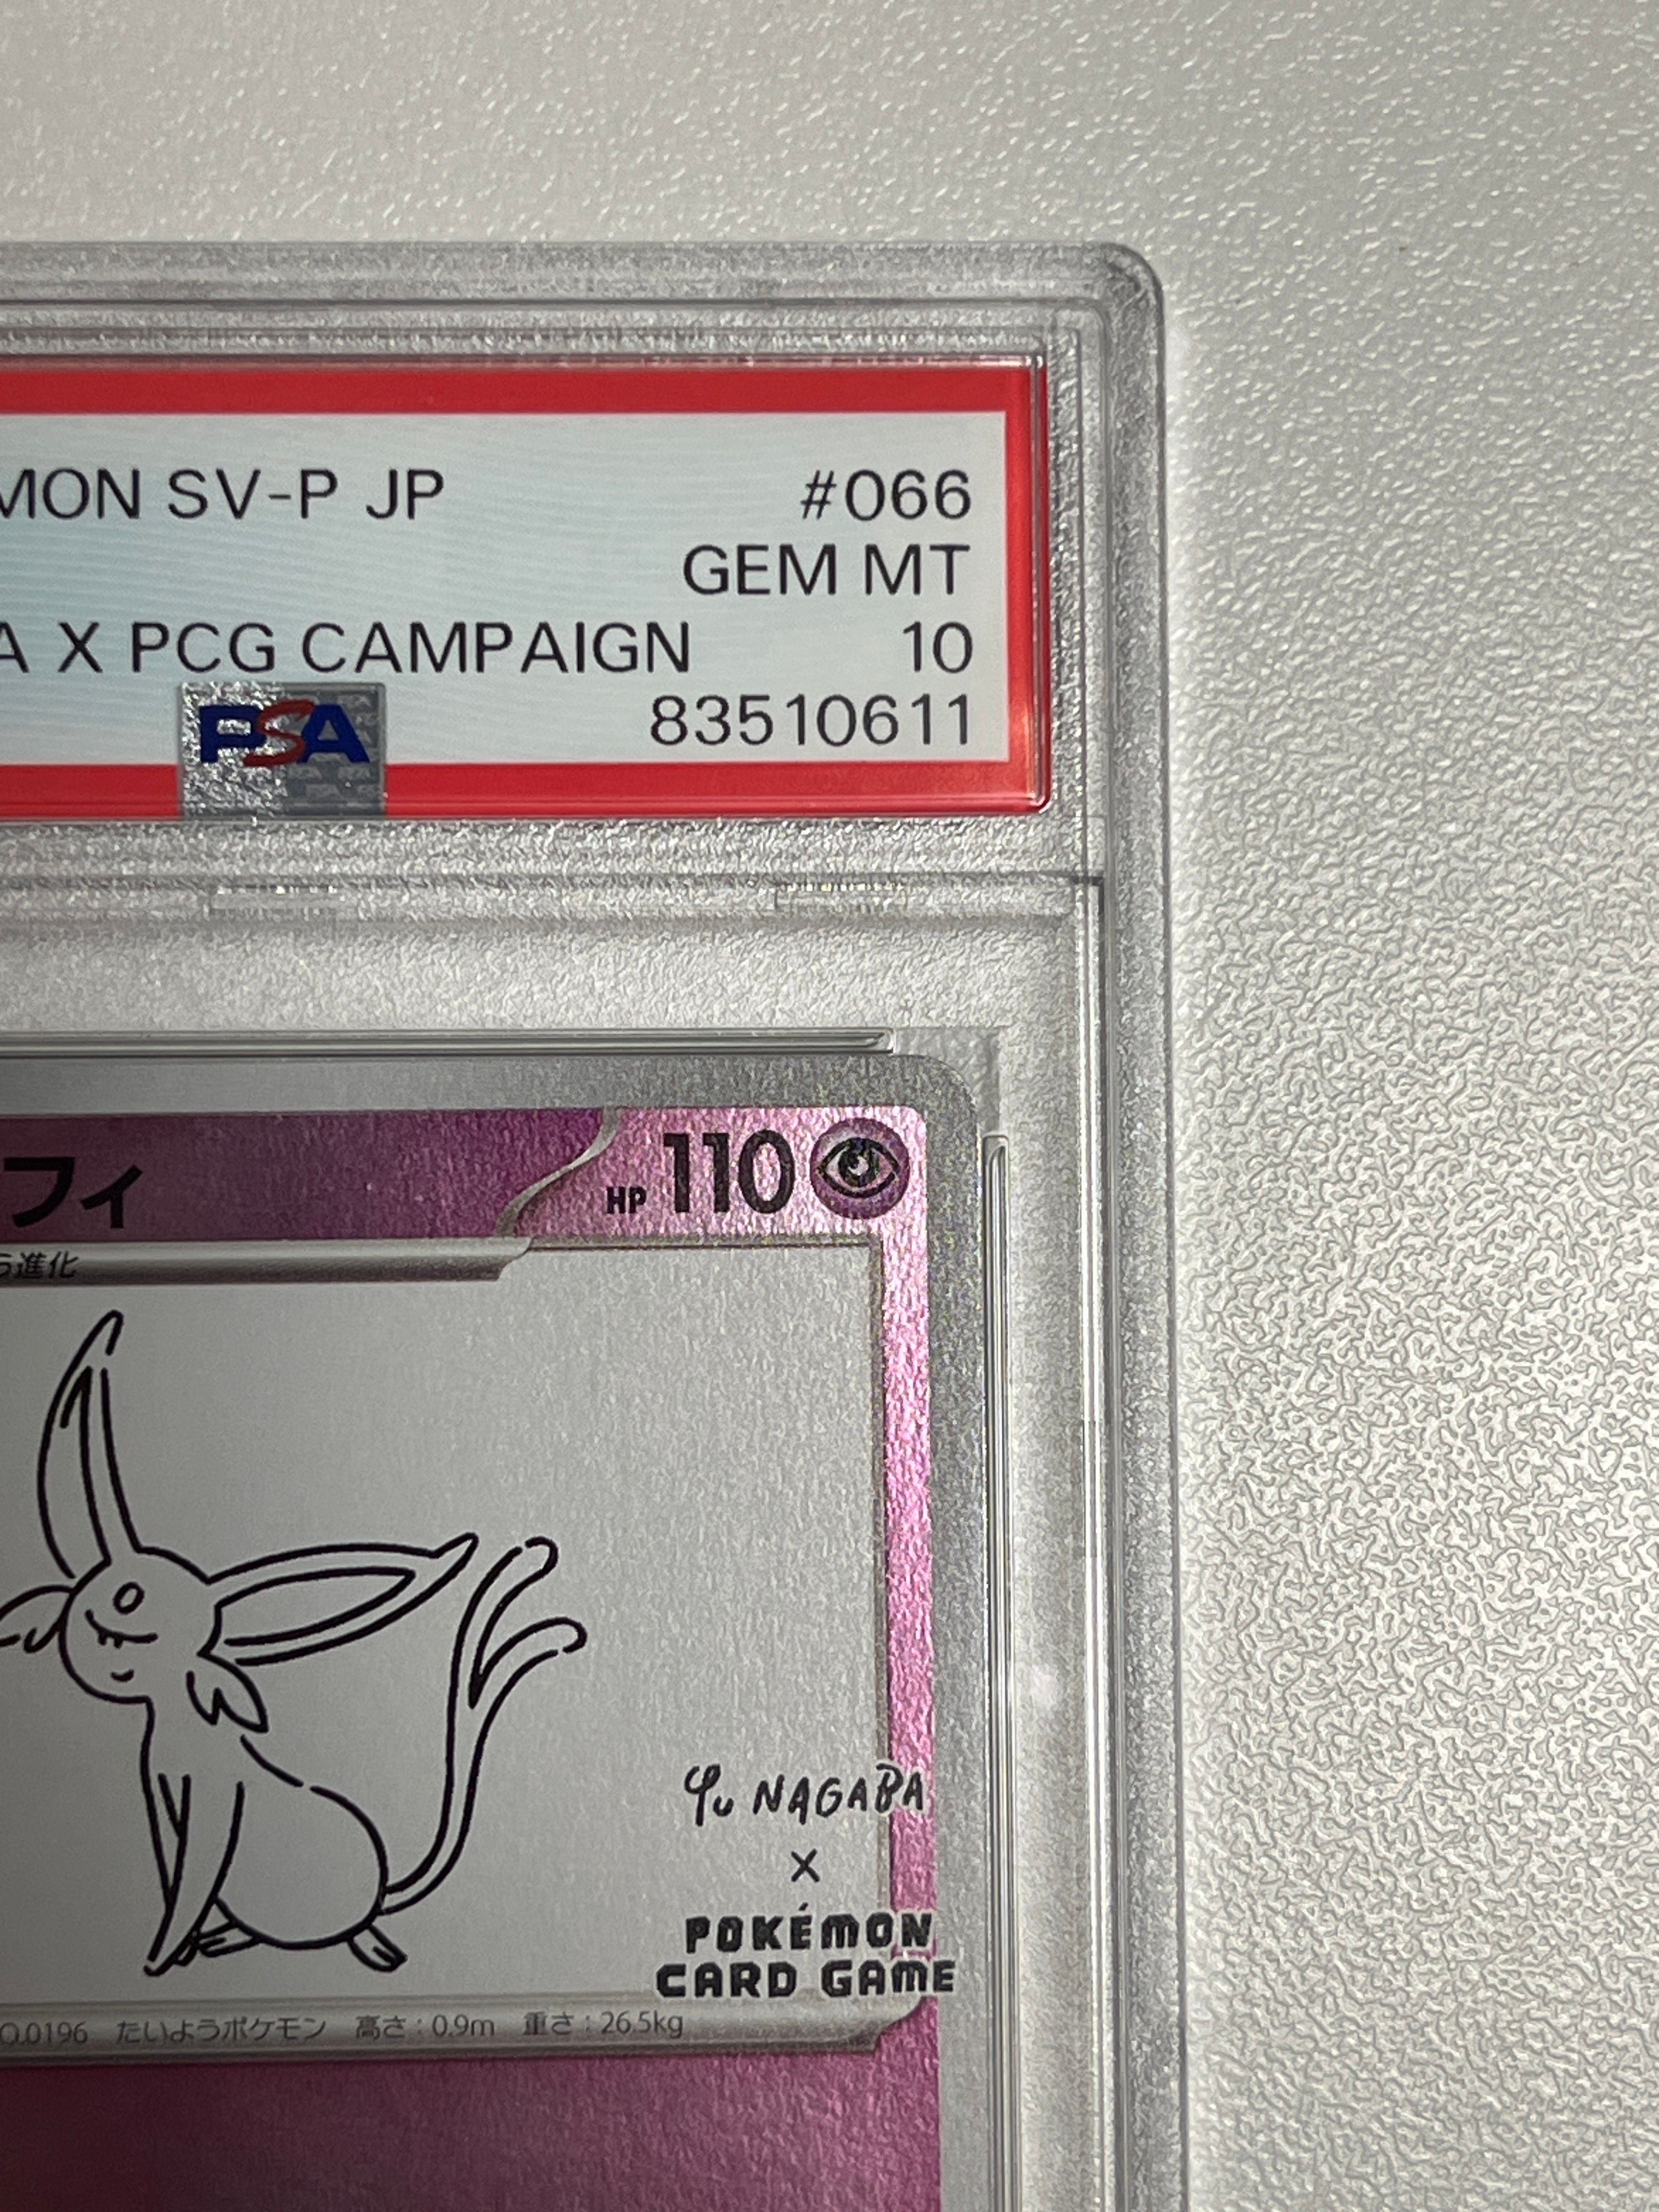 MON SV-P JP #066
GEM MT
A X PCG CAMPAIGN 10
PSA 83510611
フィ HP 110
ら進化
Yu NAGABA
×
POKÉMON
CARD GAME
O.0196 たいようポケモン 高さ:0.9m 重さ:26.5kg